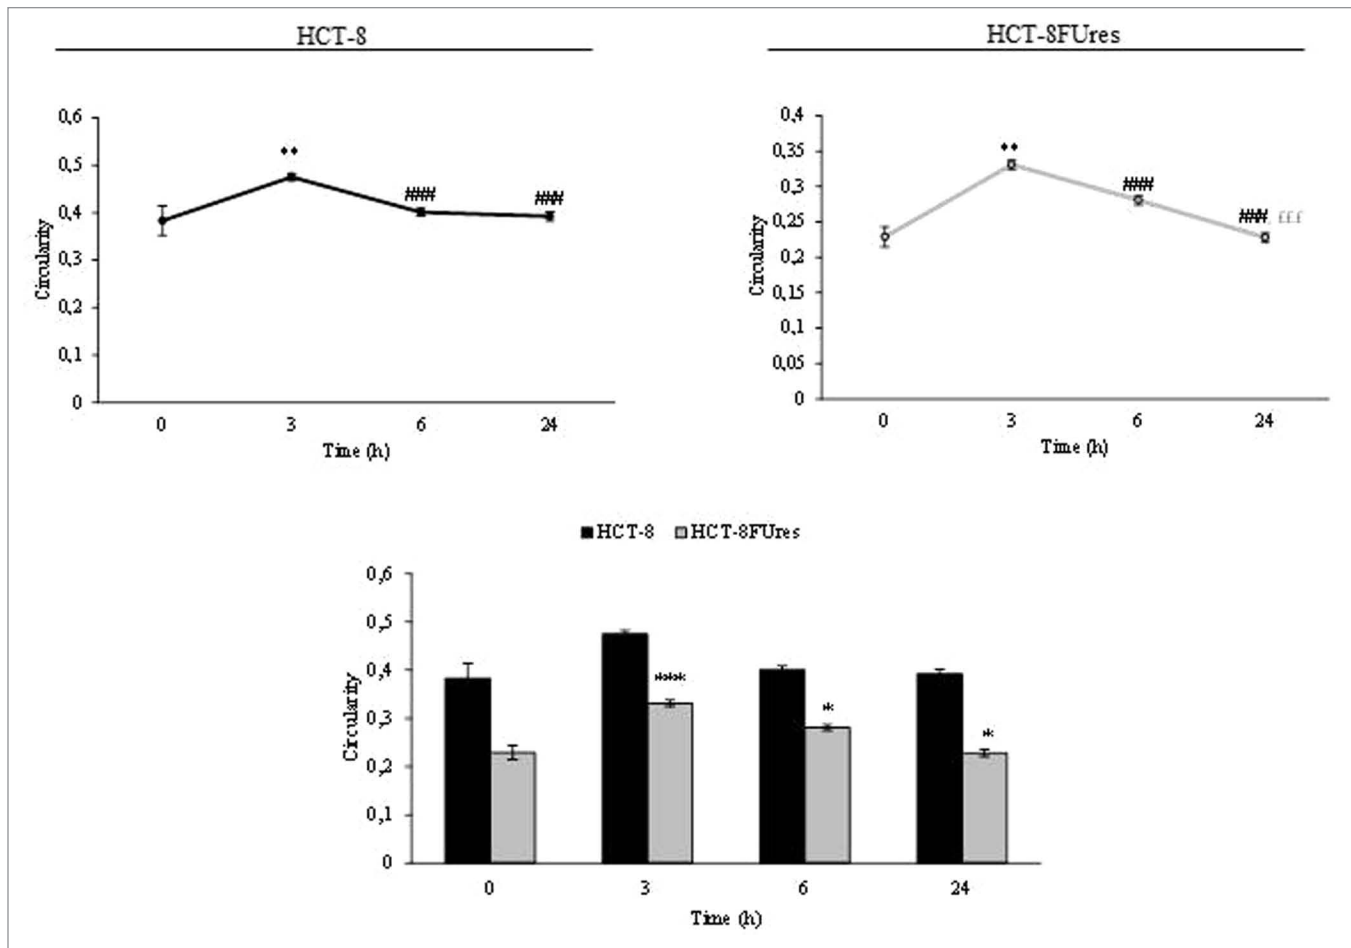 HCT-8
0,6
0,5
0,4
0,3
0,2
0,1
0
Circularity
♦♦
###
###
0 3 6 24
Time (h)
HCT-8FUres
0,4
0,35
0,3
0,25
0,2
0,15
0,1
0,05
0
Circularity
♦♦
###
### £££
0 3 6 24
Time (h)
HCT-8 HCT-8FUres
0,6
0,5
0,4
0,3
0,2
0,1
0
Circularity
***
*
*
0 3 6 24
Time (h)